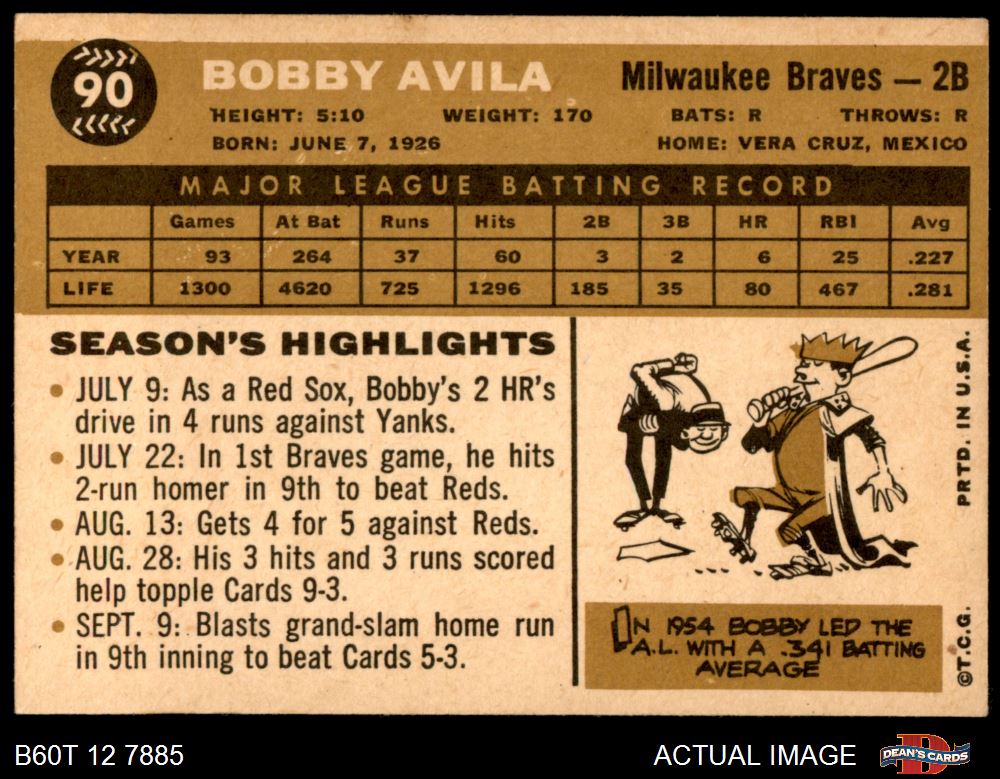 90
BOBBY AVILA
Milwaukee Braves — 2B
HEIGHT: 5:10 WEIGHT: 170 BATS: R THROWS: R
BORN: JUNE 7, 1926 HOME: VERA CRUZ, MEXICO
MAJOR LEAGUE BATTING RECORD
Games At Bat Runs Hits 2B 3B HR RBI Avg
YEAR 93 264 37 60 3 2 6 25 .227
LIFE 1300 4620 725 1296 185 35 80 467 .281
SEASON'S HIGHLIGHTS
• JULY 9: As a Red Sox, Bobby's 2 HR's
drive in 4 runs against Yanks.
• JULY 22: In 1st Braves game, he hits
2-run homer in 9th to beat Reds.
• AUG. 13: Gets 4 for 5 against Reds.
• AUG. 28: His 3 hits and 3 runs scored
help topple Cards 9-3.
• SEPT. 9: Blasts grand-slam home run
in 9th inning to beat Cards 5-3.
IN 1954 BOBBY LED THE
A.L. WITH A .341 BATTING
AVERAGE
©T.C.G. PRTD. IN U.S.A.
B60T 12 7885
ACTUAL IMAGE
DEAN'S CARDS